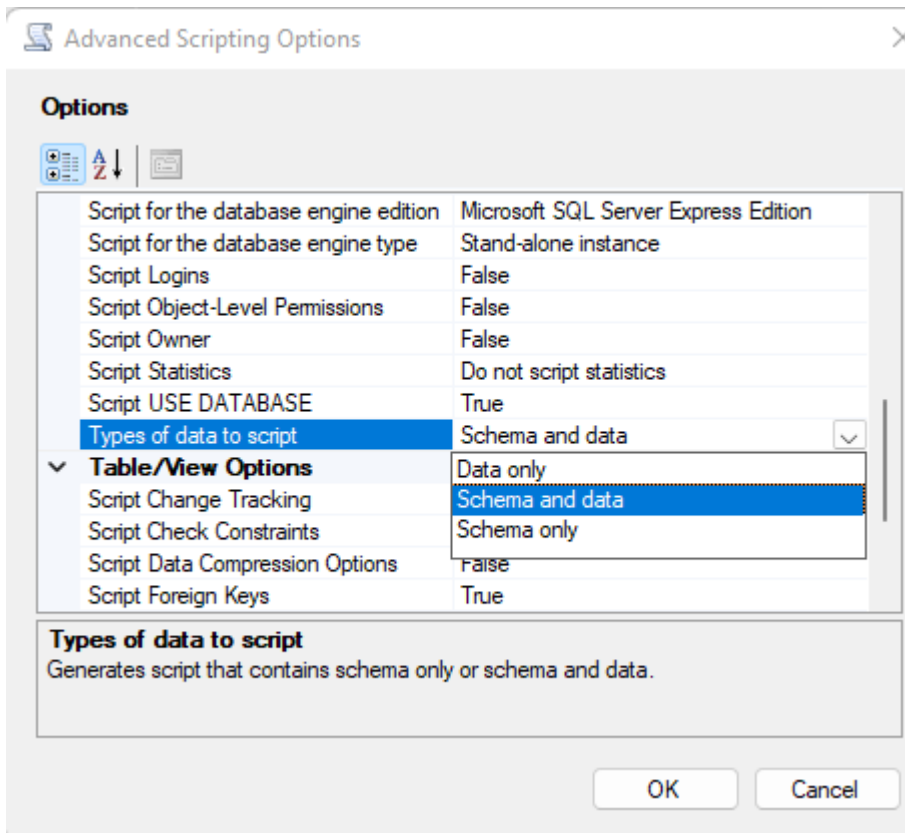 Advanced Scripting Options
Options
Script for the database engine edition Microsoft SQL Server Express Edition
Script for the database engine type Stand-alone instance
Script Logins False
Script Object-Level Permissions False
Script Owner False
Script Statistics Do not script statistics
Script USE DATABASE True
Types of data to script Schema and data
Table/View Options Data only
Script Change Tracking Schema and data
Script Check Constraints Schema only
Script Data Compression Options False
Script Foreign Keys True
Types of data to script
Generates script that contains schema only or schema and data.
OK Cancel